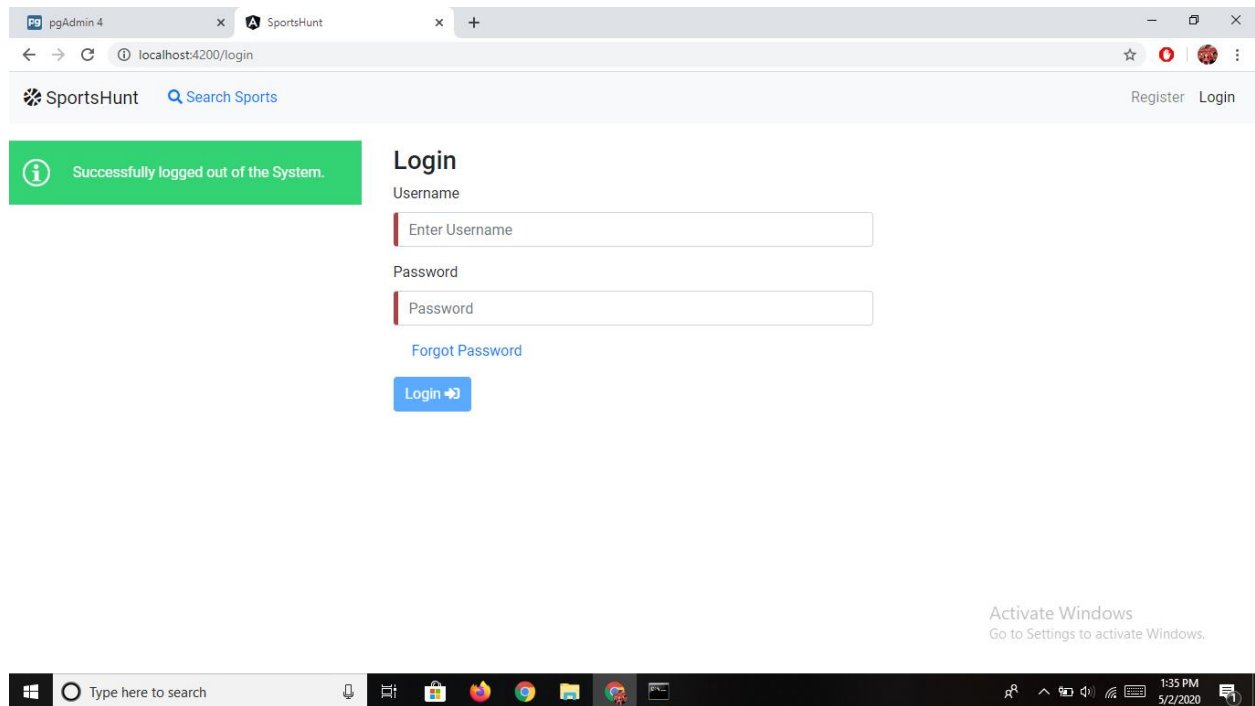 pgAdmin 4
SportsHunt
localhost:4200/login
SportsHunt Search Sports Register Login
Successfully logged out of the System.
Login
Username
Enter Username
Password
Password
Forgot Password
Login
Activate Windows
Go to Settings to activate Windows.
Type here to search
1:35 PM
5/2/2020